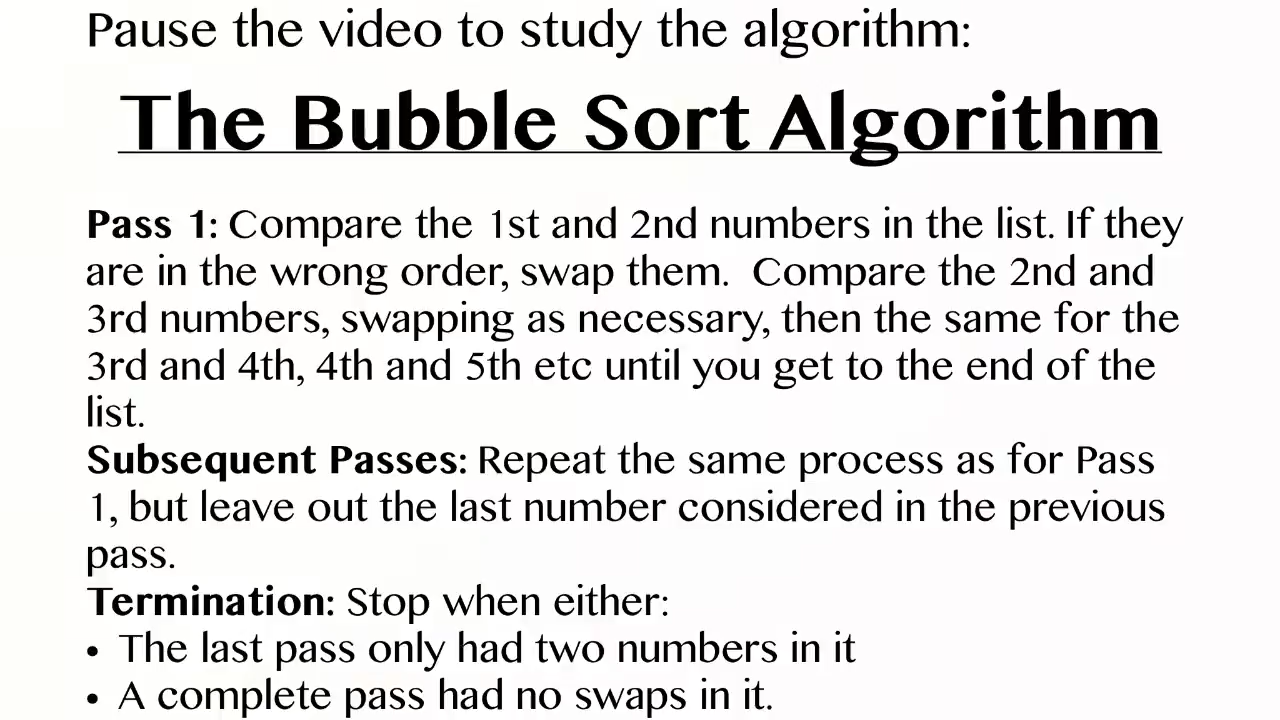 Pause the video to study the algorithm:
The Bubble Sort Algorithm
Pass 1: Compare the 1st and 2nd numbers in the list. If they
are in the wrong order, swap them.  Compare the 2nd and
3rd numbers, swapping as necessary, then the same for the
3rd and 4th, 4th and 5th etc until you get to the end of the
list.
Subsequent Passes: Repeat the same process as for Pass
1, but leave out the last number considered in the previous
pass.
Termination: Stop when either:
• The last pass only had two numbers in it
• A complete pass had no swaps in it.